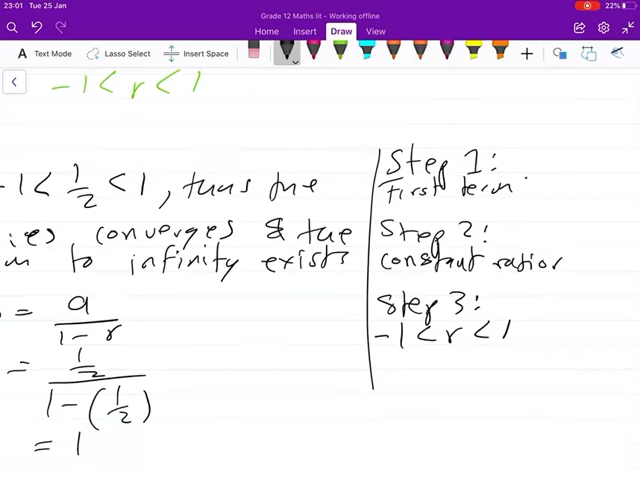 23:01 Tue 25 Jan
Grade 12 Maths lit - Working offline
22%
Home Insert Draw View
Text Mode Lasso Select Insert Space
-1 < r < 1
-1 < 1/2 < 1, thus the
ies converges & the
m to infinity exists
= a / 1 - r
= 1/2 / 1 - (1/2)
= 1
Step 1:
First term.
Step 2:
constant ratio r
Step 3:
-1 < r < 1